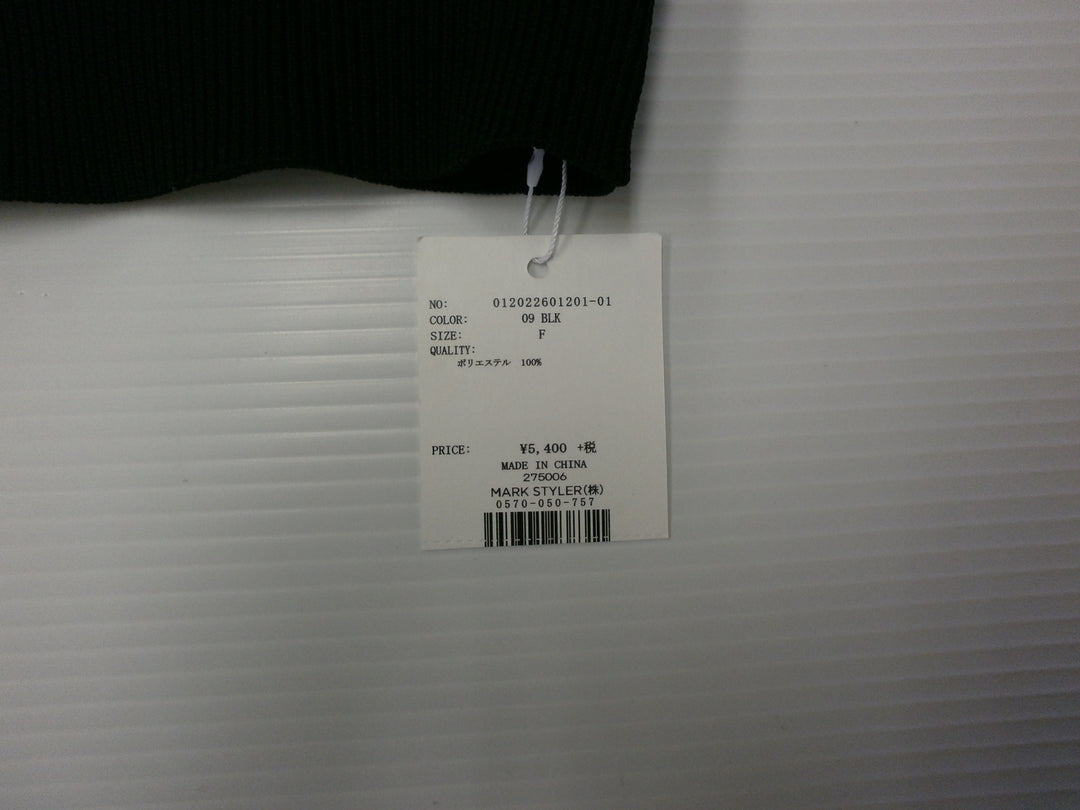 NO: 012022601201-01
COLOR: 09 BLK
SIZE: F
QUALITY:
ポリエステル 100%
PRICE: ¥5,400 +税
MADE IN CHINA
275006
MARK STYLER(株)
0570-050-757